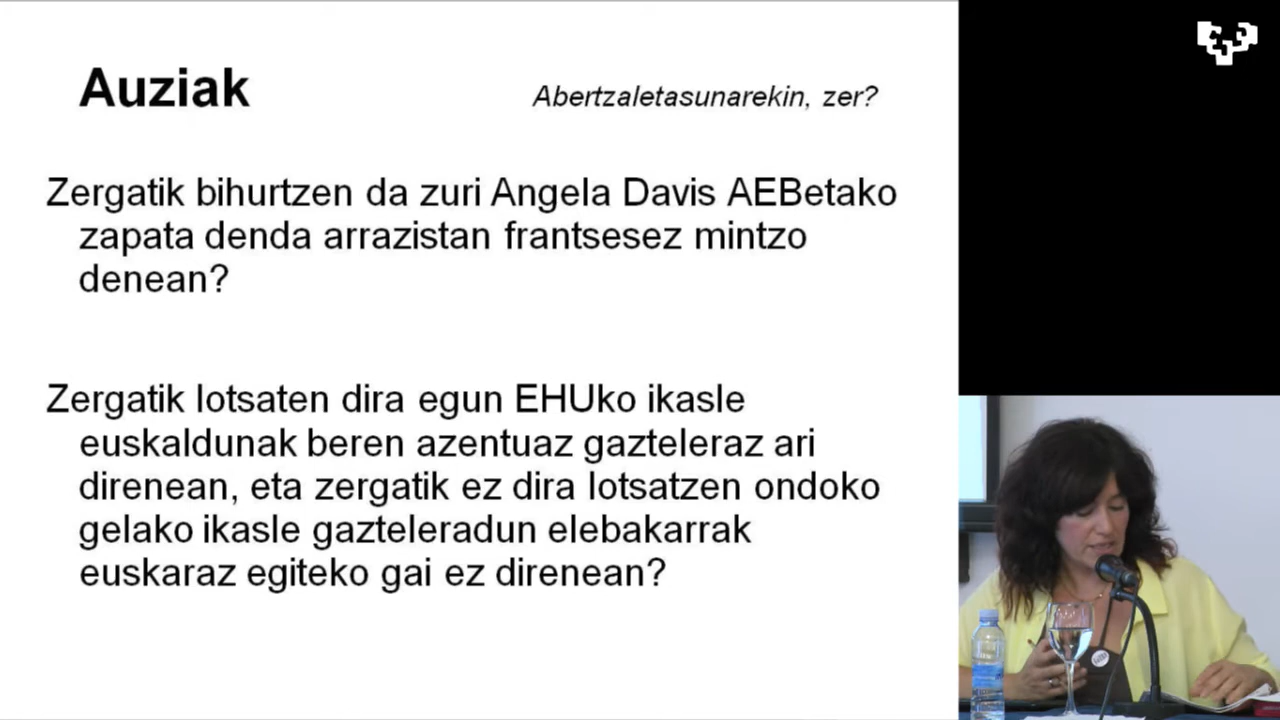 Auziak
Abertzaletasunarekin, zer?
Zergatik bihurtzen da zuri Angela Davis AEBetako
zapata denda arrazistan frantsesez mintzo
denean?
Zergatik lotsaten dira egun EHUko ikasle
euskaldunak beren azentuaz gazteleraz ari
direnean, eta zergatik ez dira lotsatzen ondoko
gelako ikasle gazteleradun elebakarrak
euskaraz egiteko gai ez direnean?